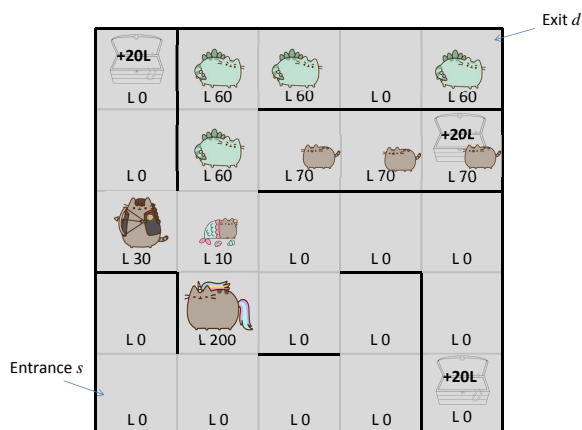 Exit d
+20L
L 0 L 60 L 60 L 0 L 60
+20L
L 0 L 60 L 70 L 70 L 70
L 30 L 10 L 0 L 0 L 0
L 0 L 200 L 0 L 0 L 0
Entrance s
+20L
L 0 L 0 L 0 L 0 L 0